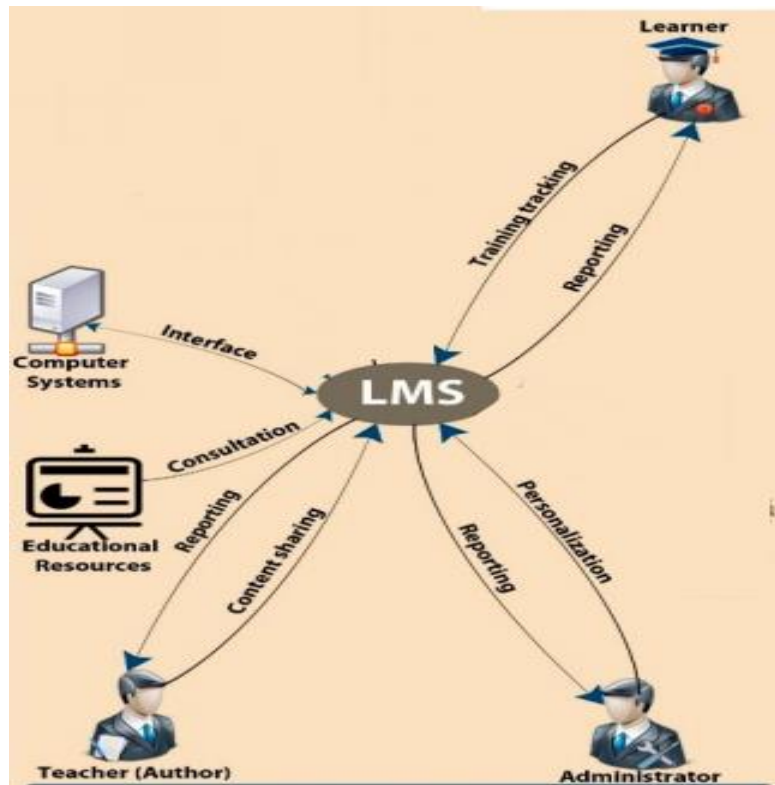 Learner
Training tracking
Reporting
Interface
Computer
Systems
LMS
Consultation
Educational
Resources
Reporting
Content sharing
Reporting
Personalization
Teacher (Author)
Administrator